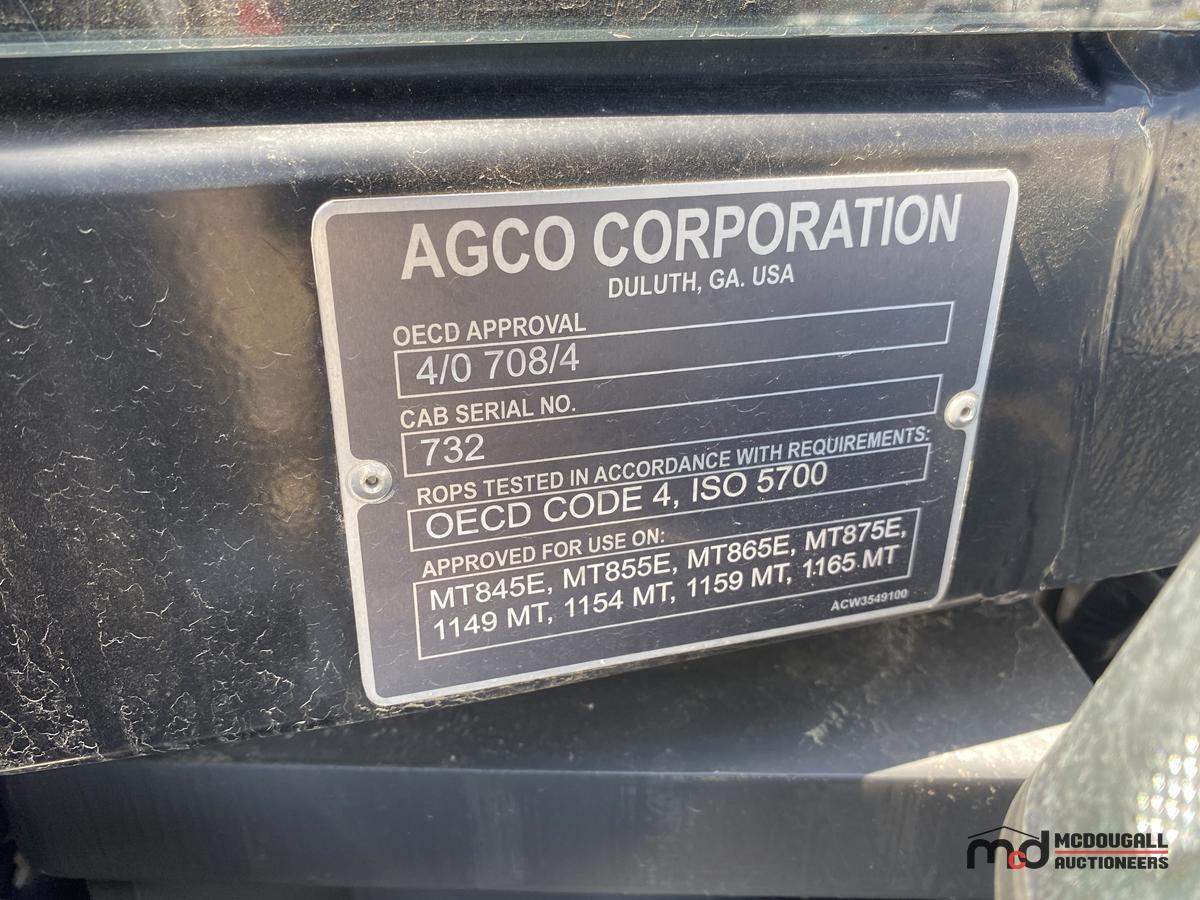 AGCO CORPORATION
DULUTH, GA. USA
OECD APPROVAL
4/0 708/4
CAB SERIAL NO.
732
ROPS TESTED IN ACCORDANCE WITH REQUIREMENTS:
OECD CODE 4, ISO 5700
APPROVED FOR USE ON:
MT845E, MT855E, MT865E, MT875E,
1149 MT, 1154 MT, 1159 MT, 1165 MT
ACW3549100
mcd MCDOUGALL
AUCTIONEERS